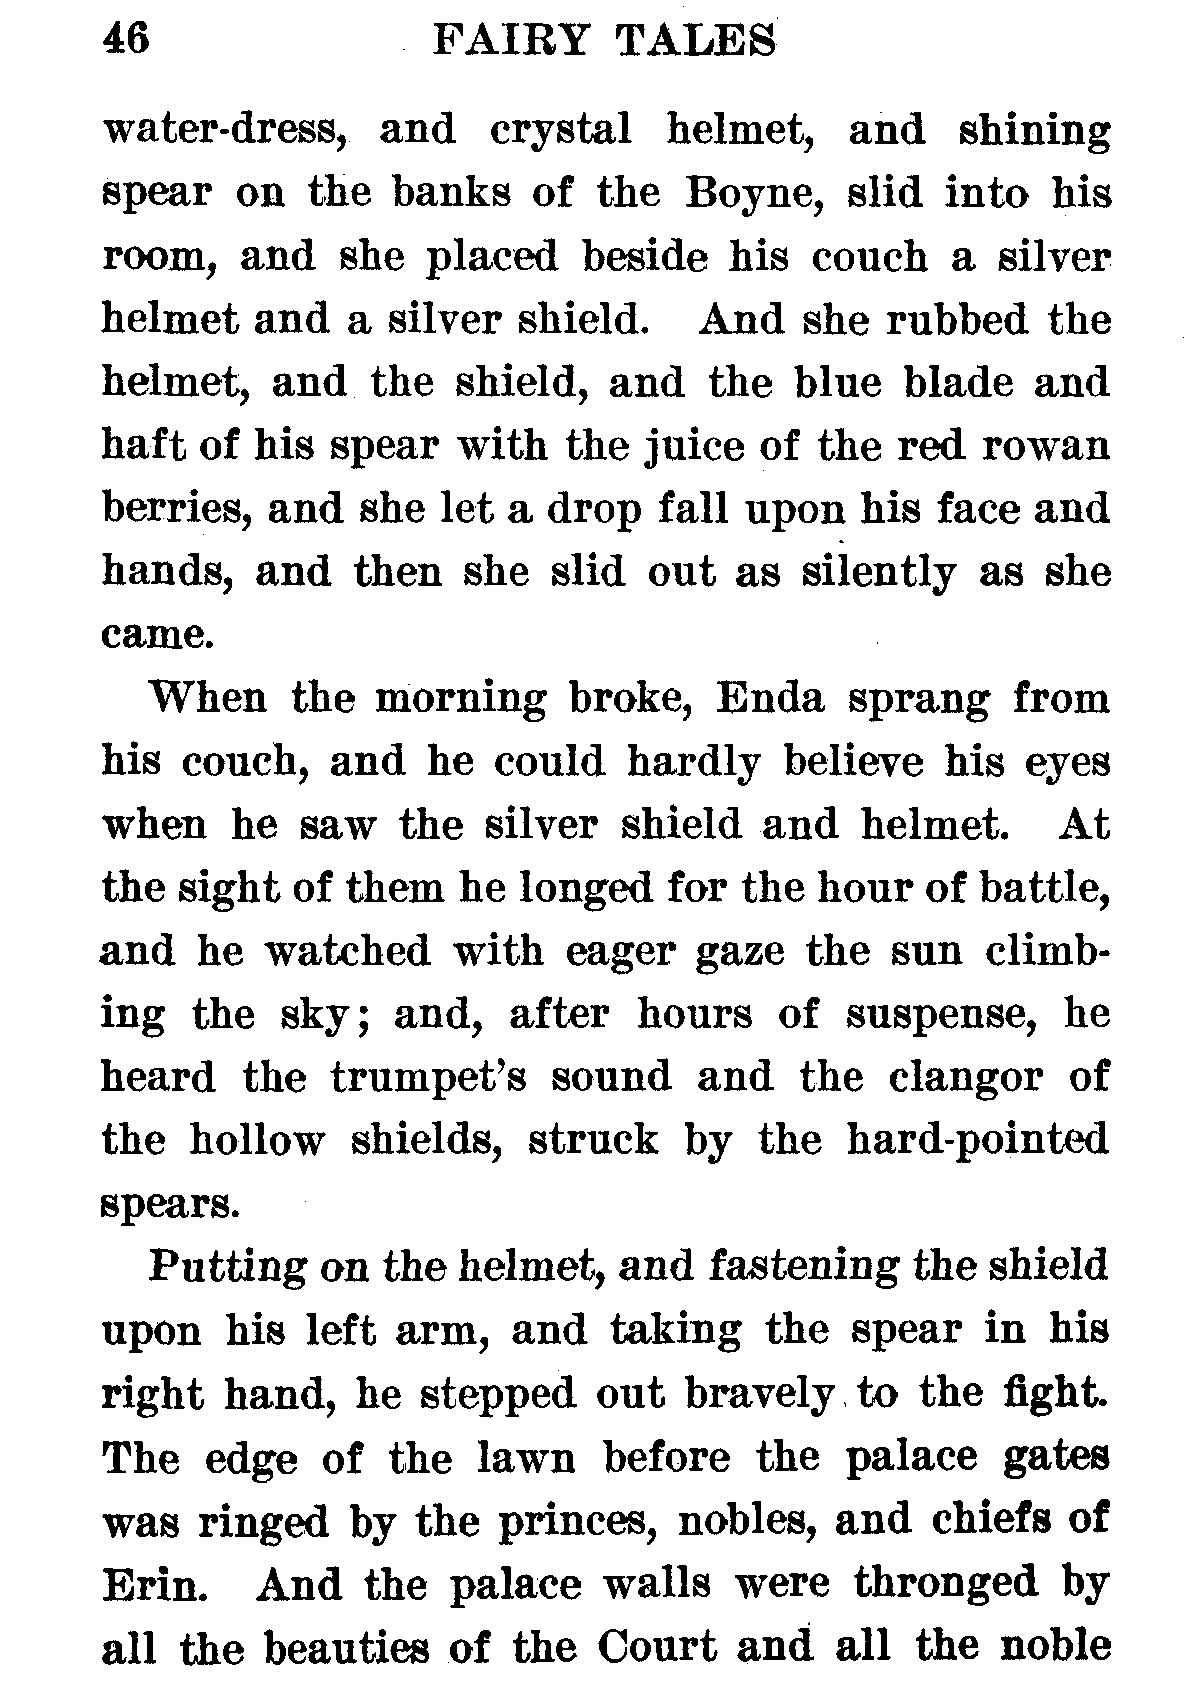 46 FAIRY TALES
water-dress, and crystal helmet, and shining
spear on the banks of the Boyne, slid into his
room, and she placed beside his couch a silver
helmet and a silver shield. And she rubbed the
helmet, and the shield, and the blue blade and
haft of his spear with the juice of the red rowan
berries, and she let a drop fall upon his face and
hands, and then she slid out as silently as she
came.
When the morning broke, Enda sprang from
his couch, and he could hardly believe his eyes
when he saw the silver shield and helmet. At
the sight of them he longed for the hour of battle,
and he watched with eager gaze the sun climb-
ing the sky; and, after hours of suspense, he
heard the trumpet's sound and the clangor of
the hollow shields, struck by the hard-pointed
spears.
Putting on the helmet, and fastening the shield
upon his left arm, and taking the spear in his
right hand, he stepped out bravely to the fight.
The edge of the lawn before the palace gates
was ringed by the princes, nobles, and chiefs of
Erin. And the palace walls were thronged by
all the beauties of the Court and all the noble